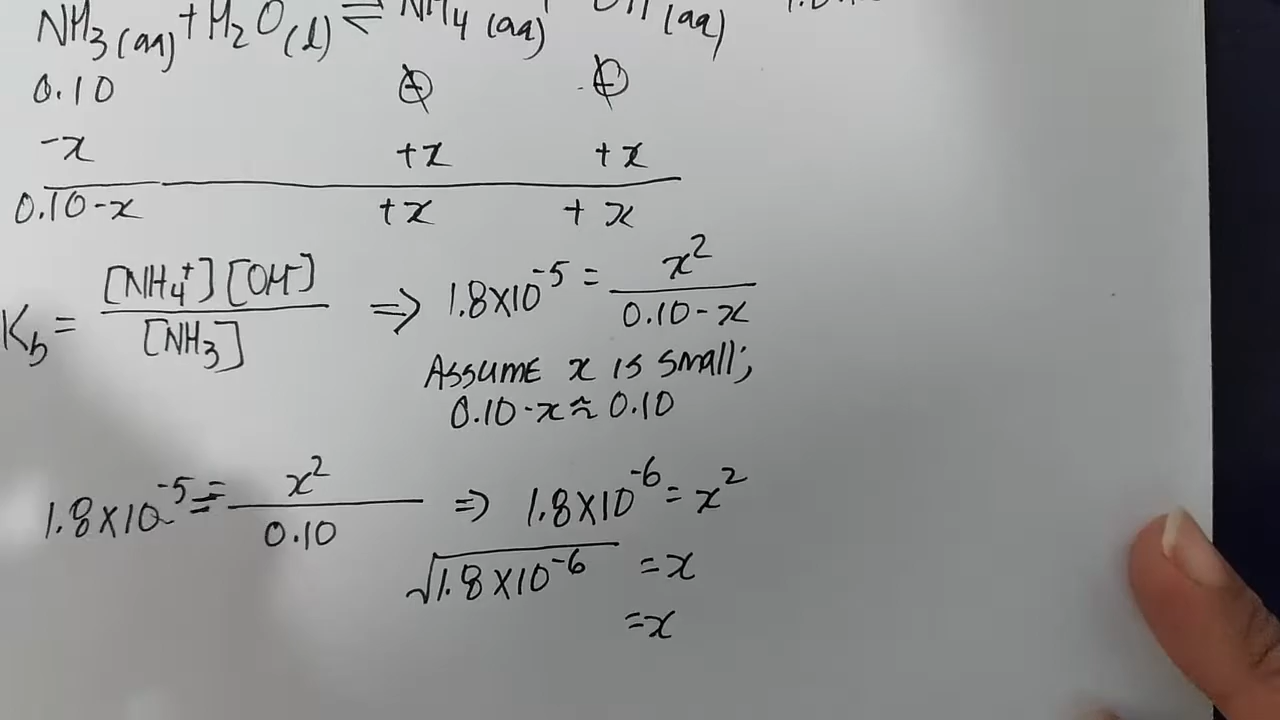 NH3(aq) + H2O(l) ⇌ NH4 (aq) (aq)
0.10
-x +x +x
0.10-x +x +x
Kb = [NH4+][OH-] / [NH3] ⇒ 1.8×10^-5 = x^2 / 0.10-x
Assume x is small;
0.10-x ≈ 0.10
1.8×10^-5 = x^2 / 0.10 ⇒ 1.8×10^-6 = x^2
√1.8×10^-6 = x
=x